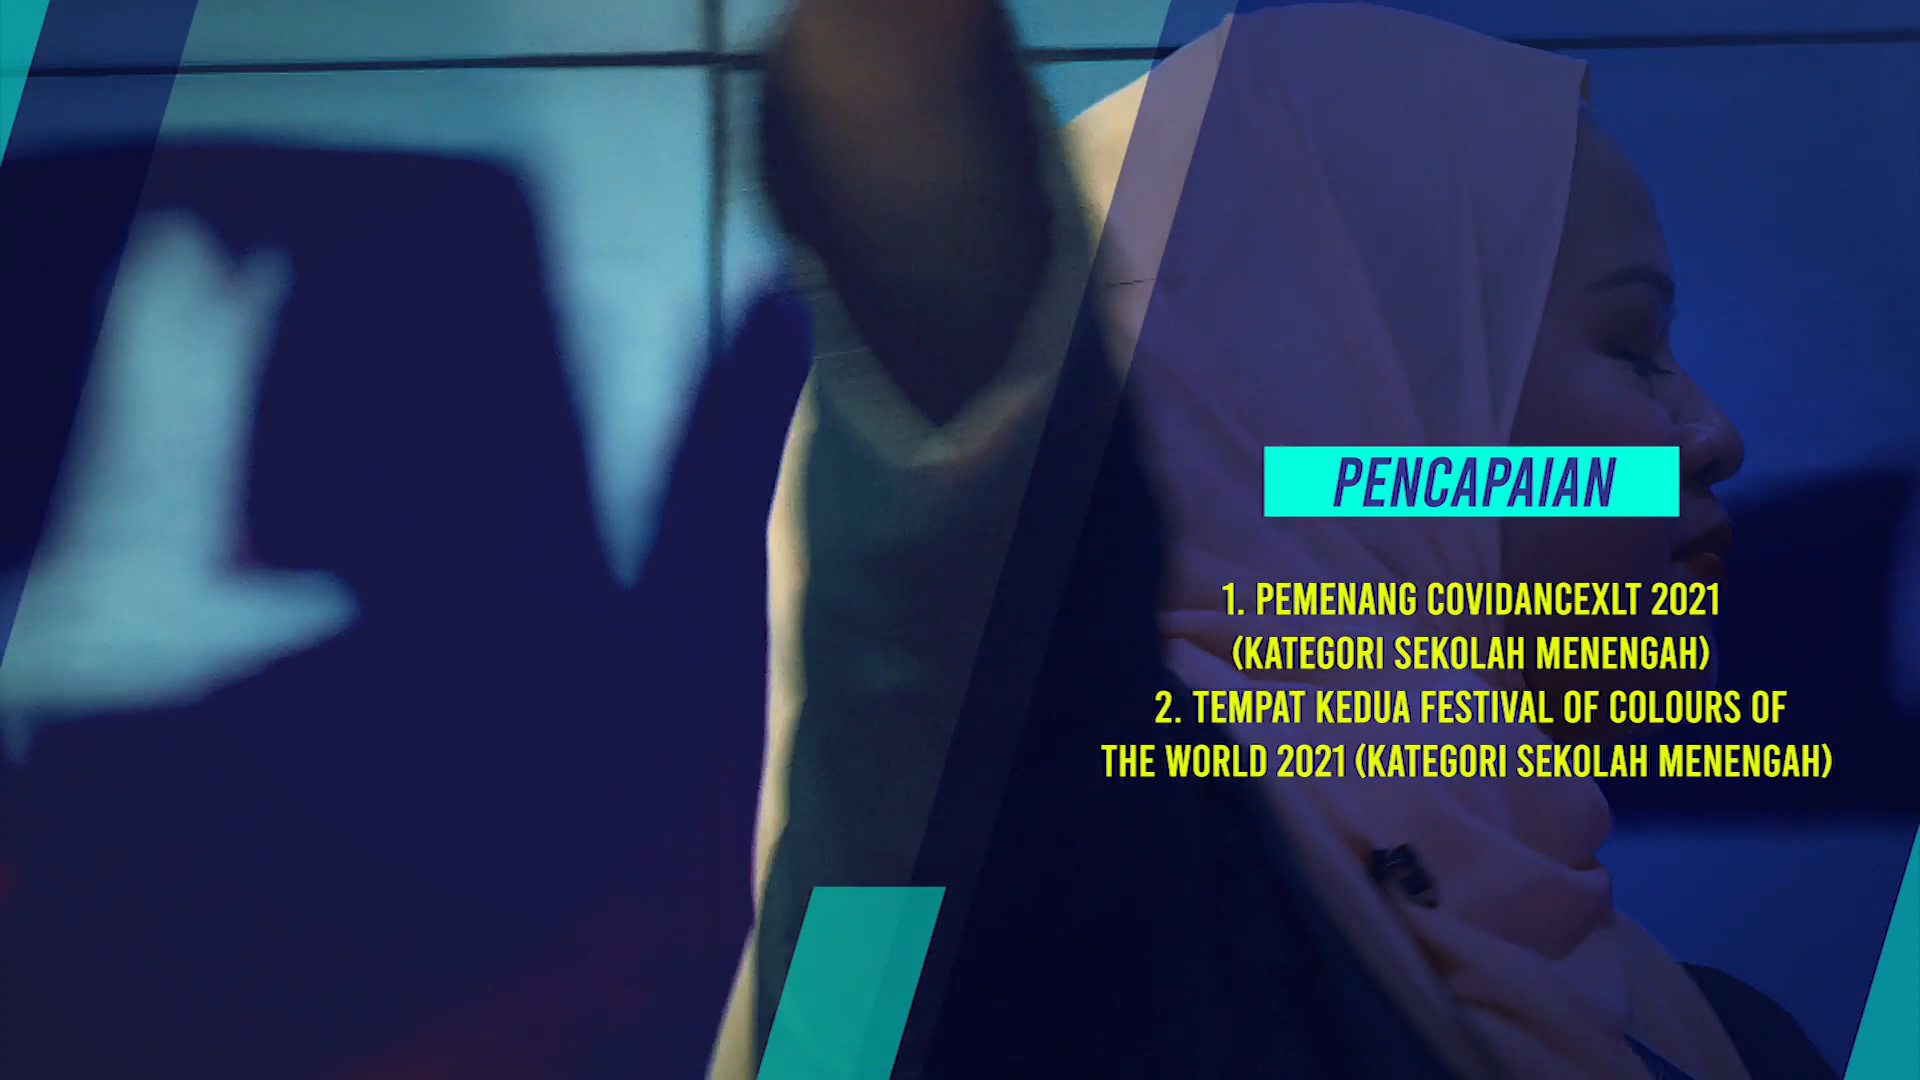 PENCAPAIAN
1. PEMENANG COVIDANCEXLT 2021
(KATEGORI SEKOLAH MENENGAH)
2. TEMPAT KEDUA FESTIVAL OF COLOURS OF
THE WORLD 2021 (KATEGORI SEKOLAH MENENGAH)